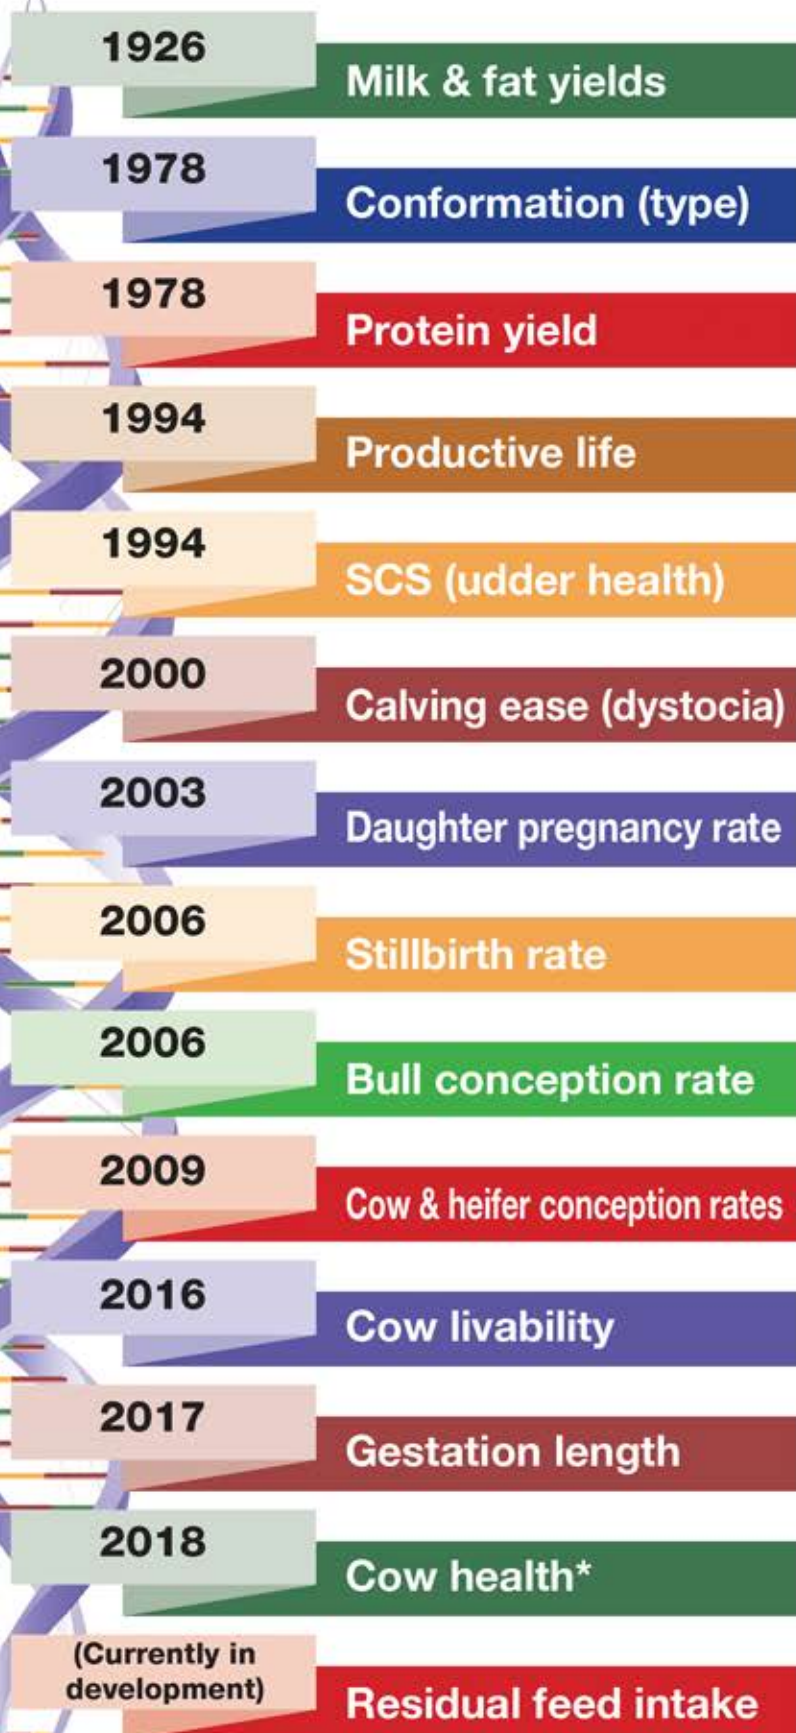 1926
Milk & fat yields
1978
Conformation (type)
1978
Protein yield
1994
Productive life
1994
SCS (udder health)
2000
Calving ease (dystocia)
2003
Daughter pregnancy rate
2006
Stillbirth rate
2006
Bull conception rate
2009
Cow & heifer conception rates
2016
Cow livability
2017
Gestation length
2018
Cow health*
(Currently in
development)
Residual feed intake